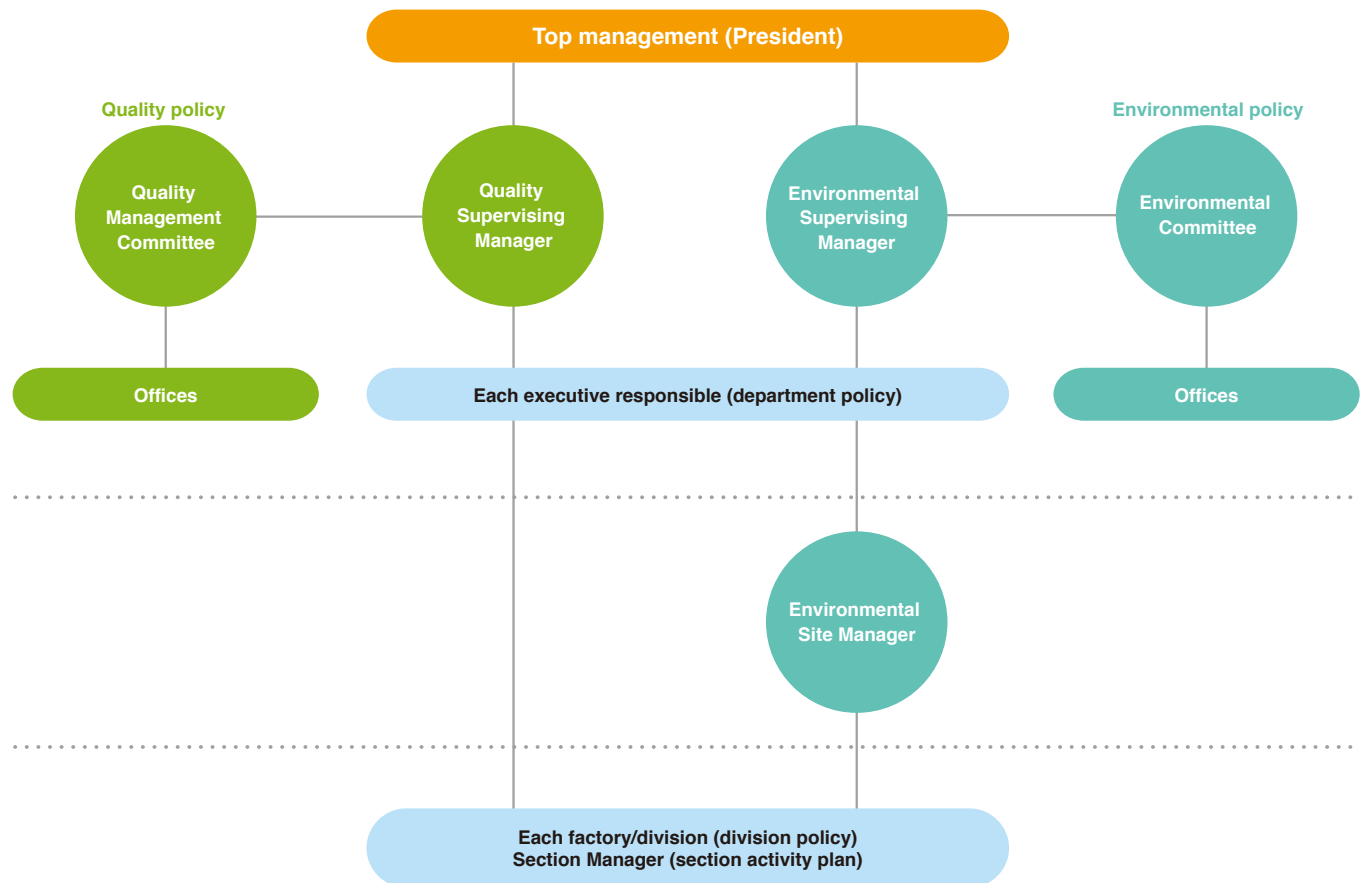 Top management (President)
Quality policy
Environmental policy
Quality
Management
Committee
Quality
Supervising
Manager
Environmental
Supervising
Manager
Environmental
Committee
Offices
Each executive responsible (department policy)
Offices
Environmental
Site Manager
Each factory/division (division policy)
Section Manager (section activity plan)